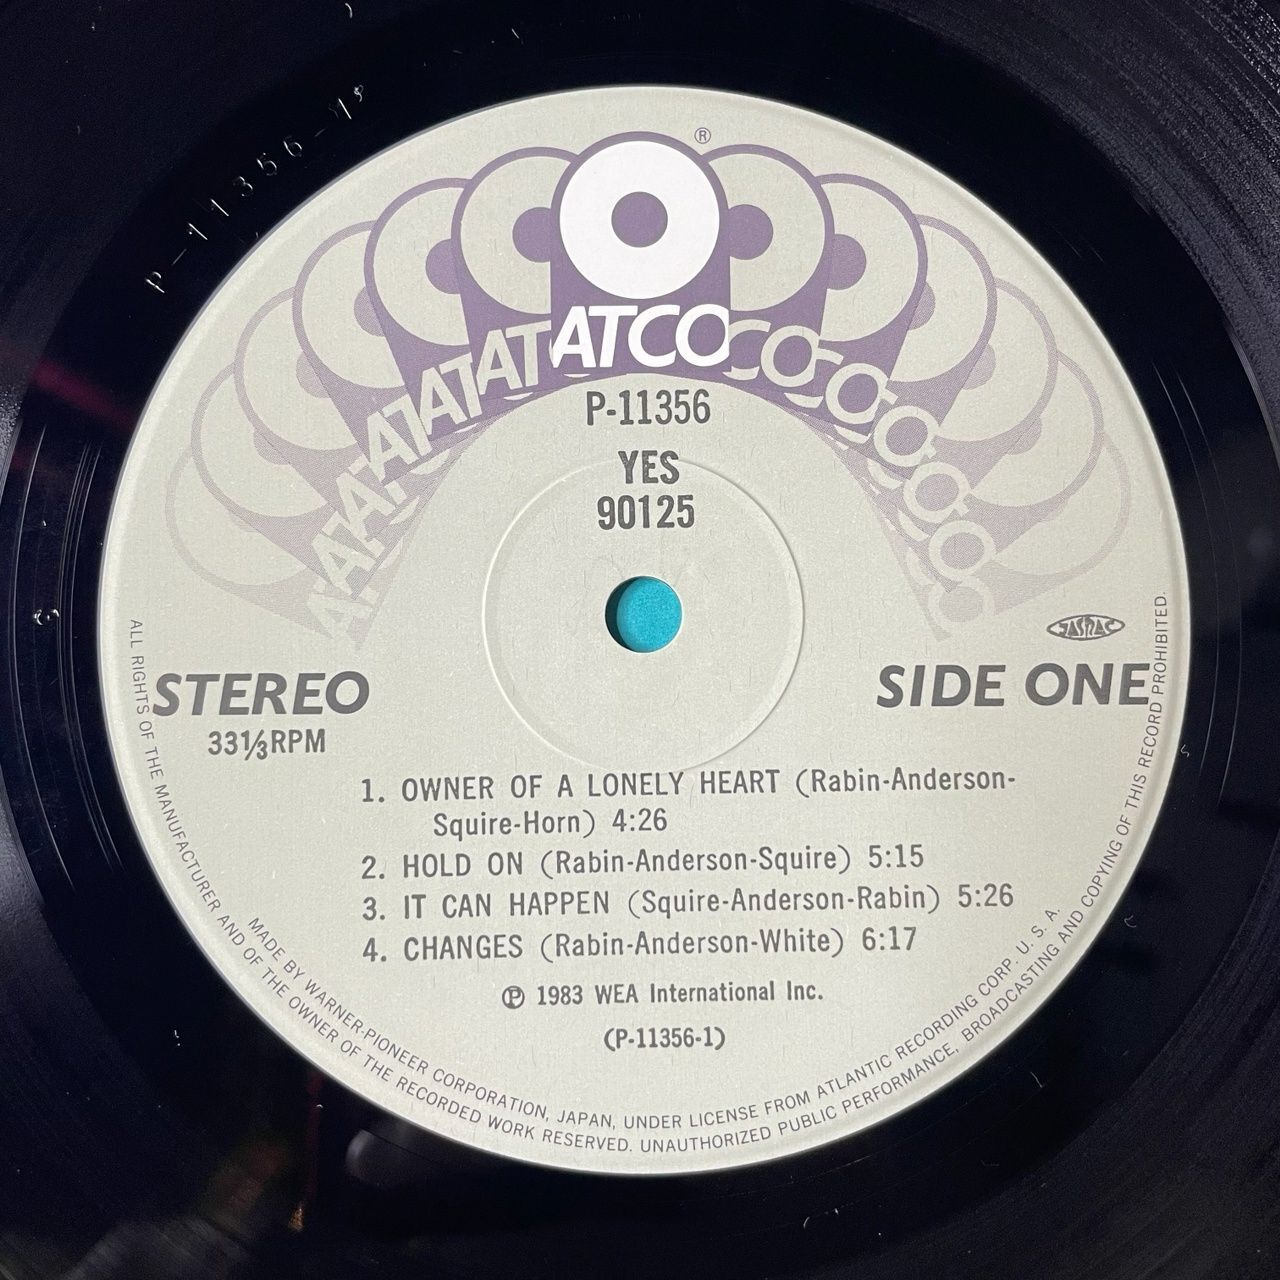 P-11356-1
®
ATCO
P-11356
YES
90125
JASRAC
STEREO
SIDE ONE
33⅓RPM
1. OWNER OF A LONELY HEART (Rabin-Anderson-
Squire-Horn) 4:26
2. HOLD ON (Rabin-Anderson-Squire) 5:15
3. IT CAN HAPPEN (Squire-Anderson-Rabin) 5:26
4. CHANGES (Rabin-Anderson-White) 6:17
℗ 1983 WEA International Inc.
(P-11356-1)
MADE BY WARNER-PIONEER CORPORATION, JAPAN, UNDER LICENSE FROM ATLANTIC RECORDING CORP. U. S. A.
ALL RIGHTS OF THE MANUFACTURER AND OF THE OWNER OF THE RECORDED WORK RESERVED. UNAUTHORIZED PUBLIC PERFORMANCE, BROADCASTING AND COPYING OF THIS RECORD PROHIBITED.